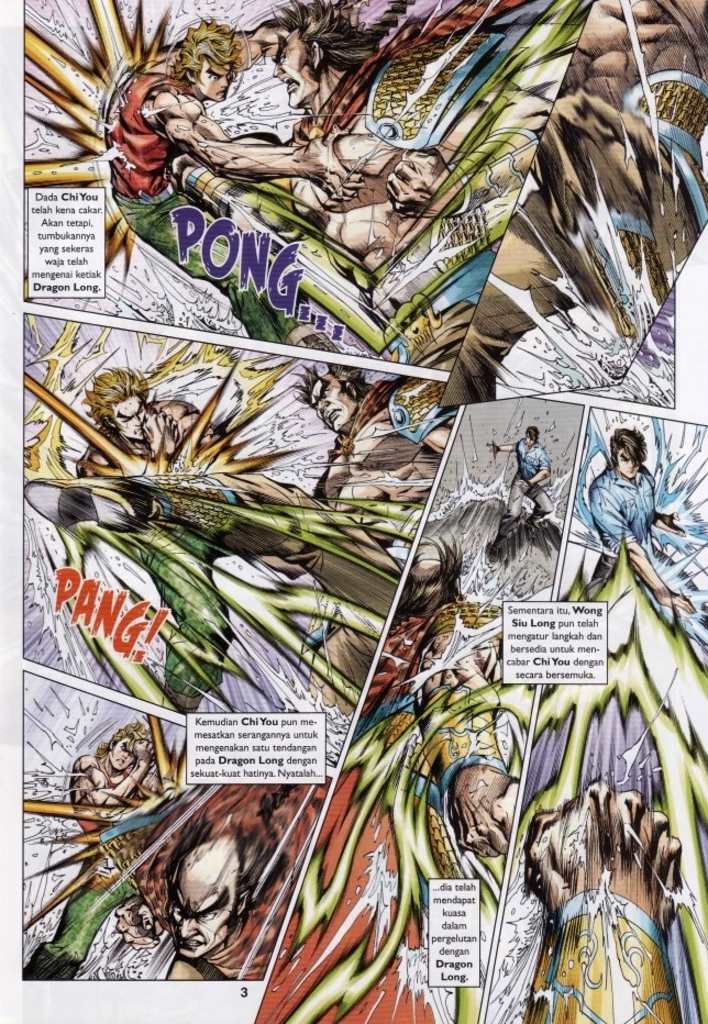 Dada Chi You
telah kena cakar.
Akan tetapi,
tumbukannya
yang sekeras
waja telah
mengenai ketiak
Dragon Long.
PONG...
PANG!
Sementara itu, Wong
Siu Long pun telah
mengatur langkah dan
bersedia untuk men-
cabar Chi You dengan
secara bersemuka.
Kemudian Chi You pun me-
mesatkan serangannya untuk
mengenakan satu tendangan
pada Dragon Long dengan
sekuat-kuat hatinya. Nyatalah...
...dia telah
mendapat
kuasa
dalam
pergelutan
dengan
Dragon
Long.
3